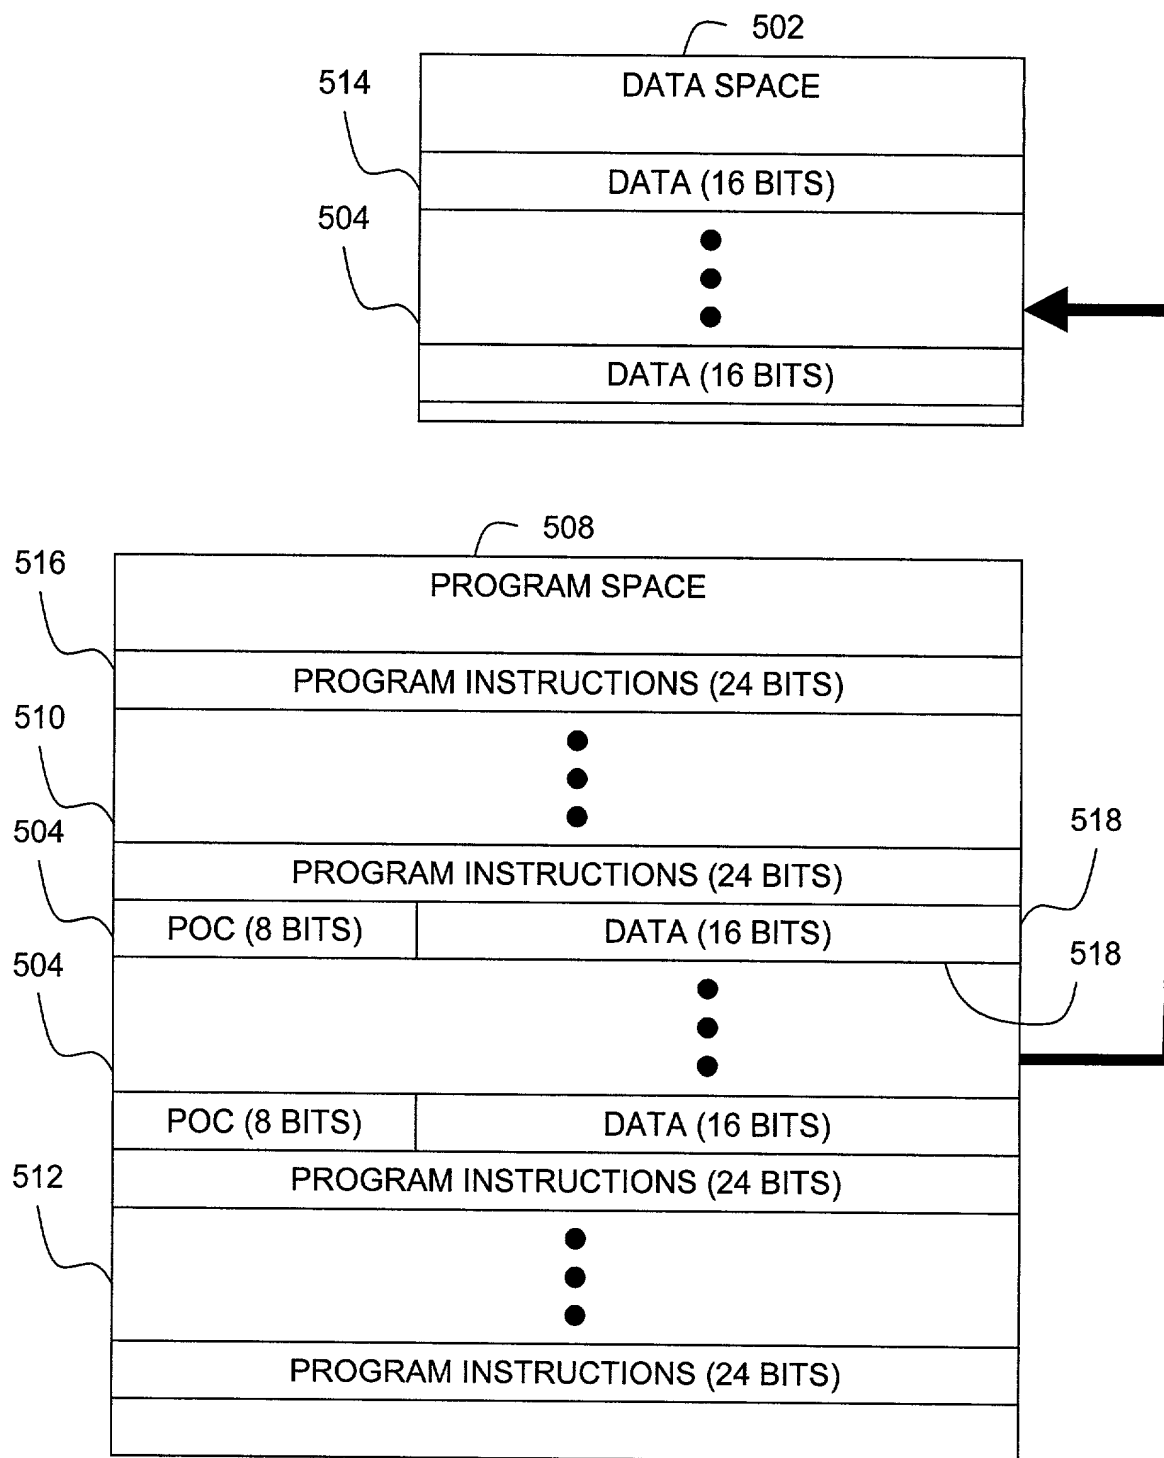 502
DATA SPACE
514
DATA (16 BITS)
504
DATA (16 BITS)
508
516
PROGRAM SPACE
PROGRAM INSTRUCTIONS (24 BITS)
510
504
518
PROGRAM INSTRUCTIONS (24 BITS)
POC (8 BITS) DATA (16 BITS)
504
518
POC (8 BITS) DATA (16 BITS)
512
PROGRAM INSTRUCTIONS (24 BITS)
PROGRAM INSTRUCTIONS (24 BITS)